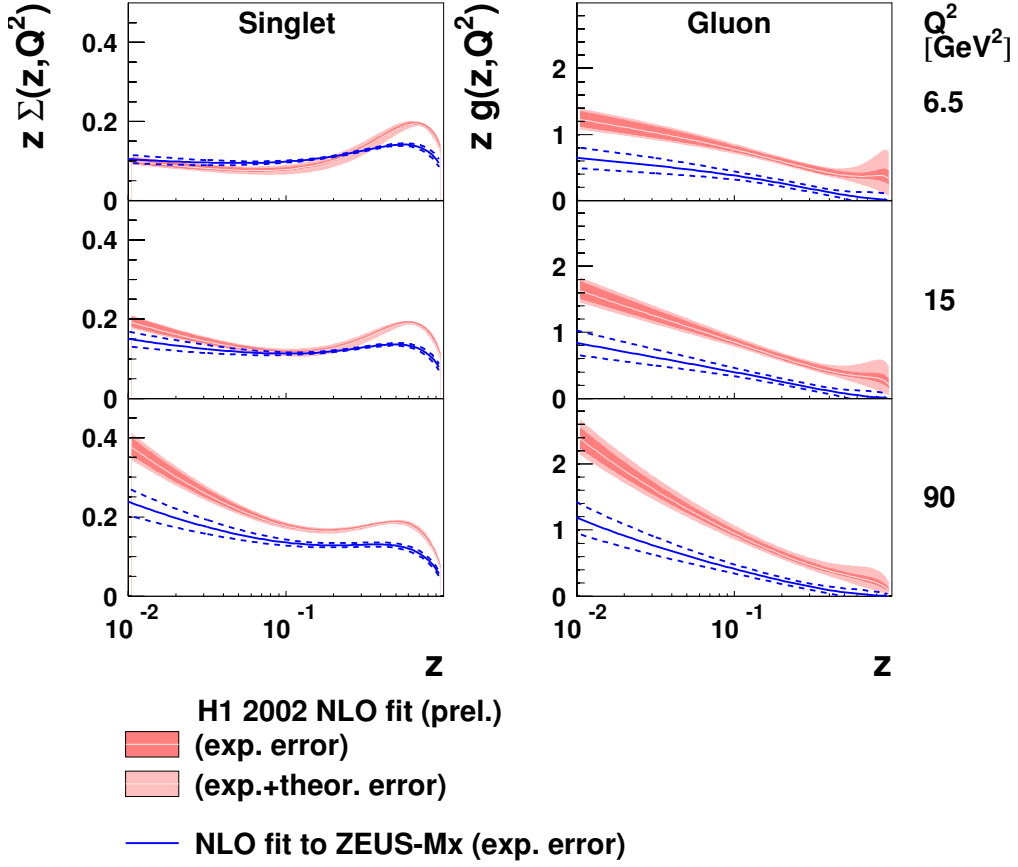 z Σ(z,Q²)
Singlet
z g(z,Q²)
Gluon
Q²
[GeV²]
6.5
15
90
0.4
0.2
0
0.4
0.2
0
0.4
0.2
0
10⁻²
10⁻¹
z
2
1
0
2
1
0
2
1
0
10⁻²
10⁻¹
z
H1 2002 NLO fit (prel.)
(exp. error)
(exp.+theor. error)
NLO fit to ZEUS-Mx (exp. error)